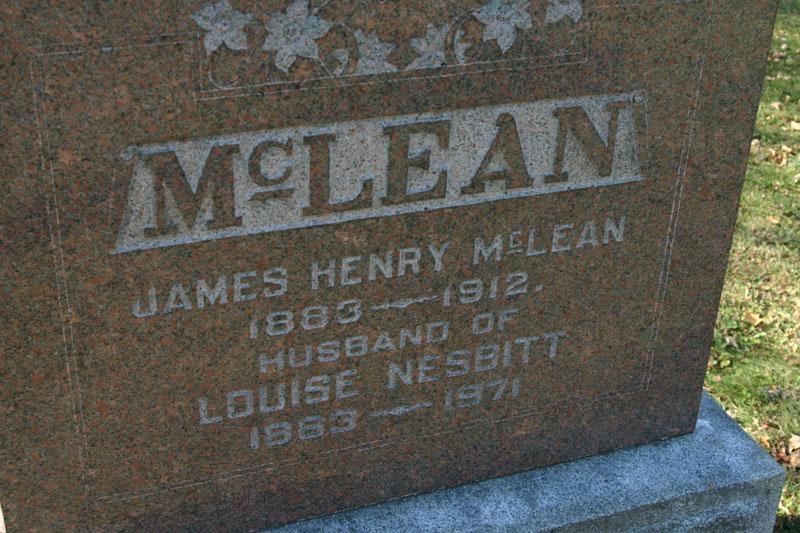 McLEAN
JAMES HENRY McLEAN
1883 — 1912.
HUSBAND OF
LOUISE NESBITT
1883 — 1971